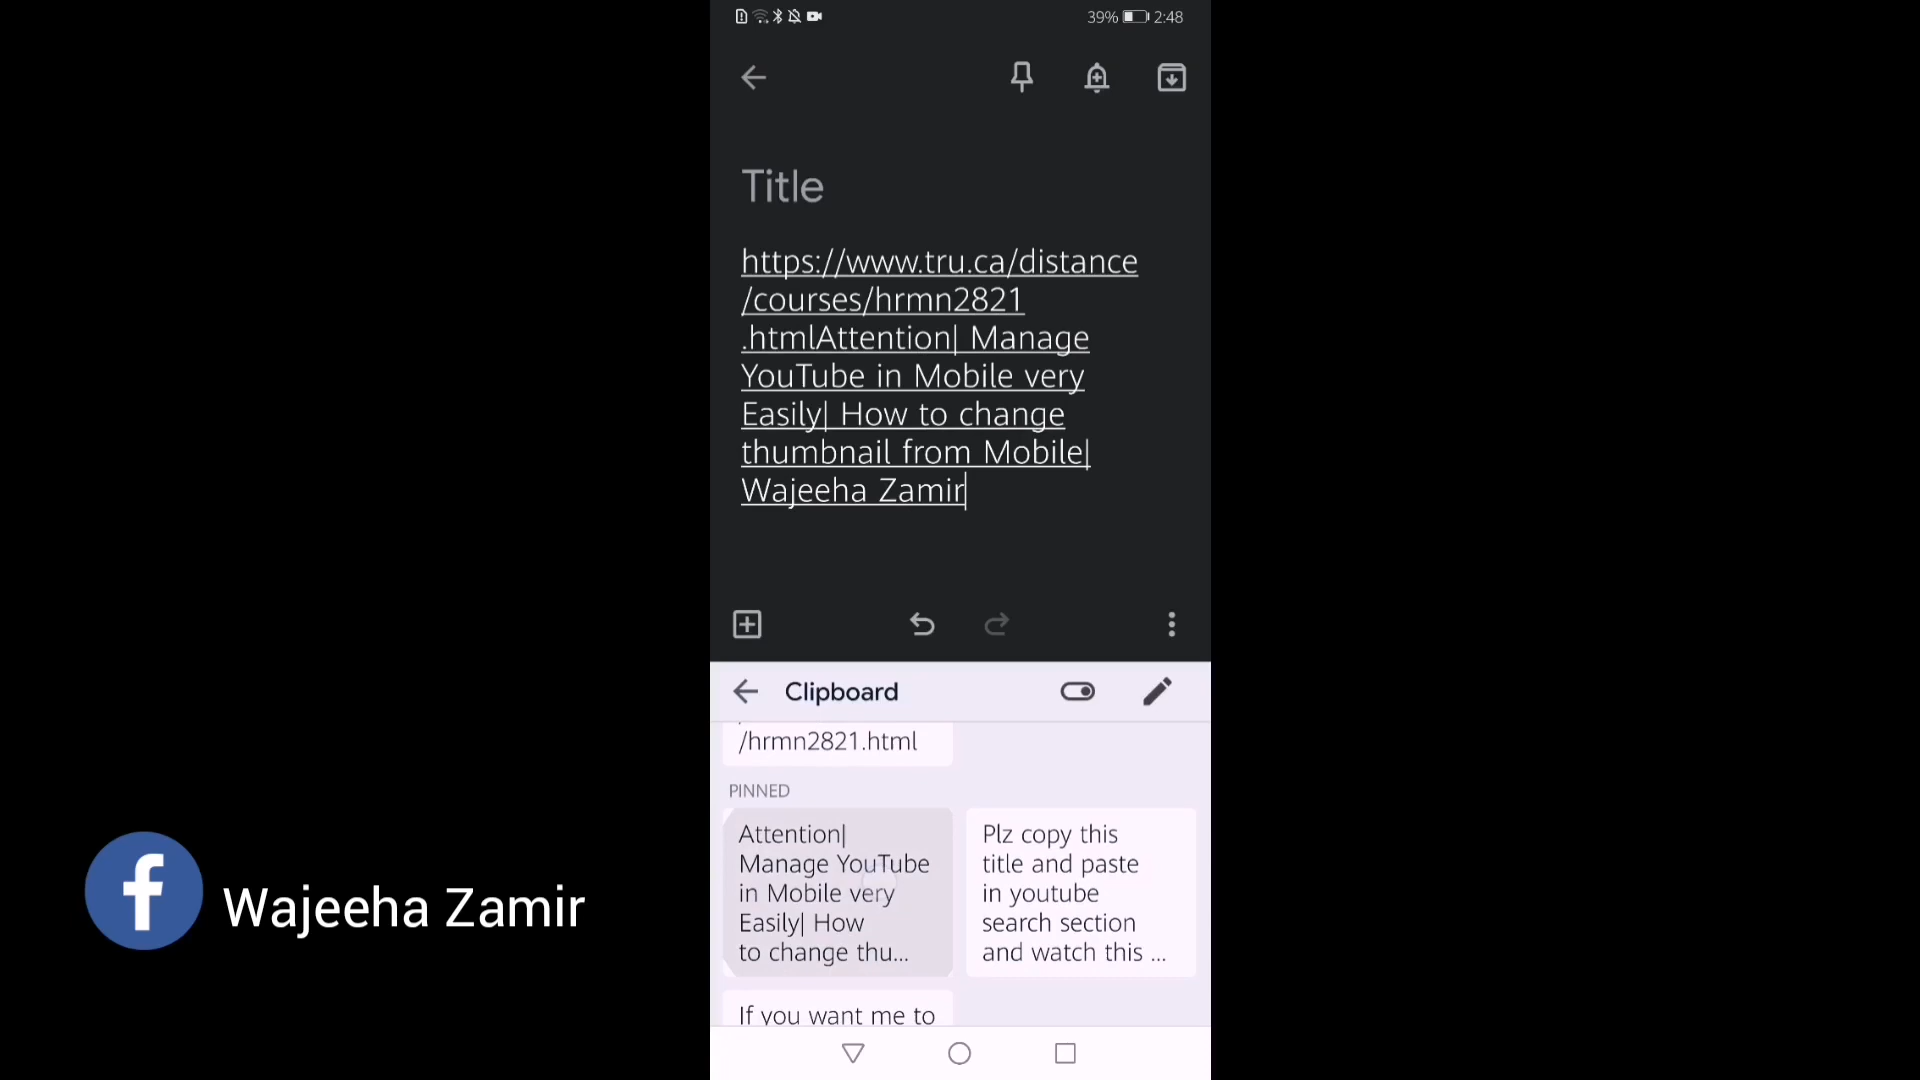 39% 2:48
Title
https://www.tru.ca/distance
/courses/hrmn2821
.htmlAttention| Manage
YouTube in Mobile very
Easily| How to change
thumbnail from Mobile|
Wajeeha Zamir
Clipboard
/hrmn2821.html
PINNED
Attention|
Manage YouTube
in Mobile very
Easily| How
to change thu...
Plz copy this
title and paste
in youtube
search section
and watch this ...
If you want me to
f Wajeeha Zamir